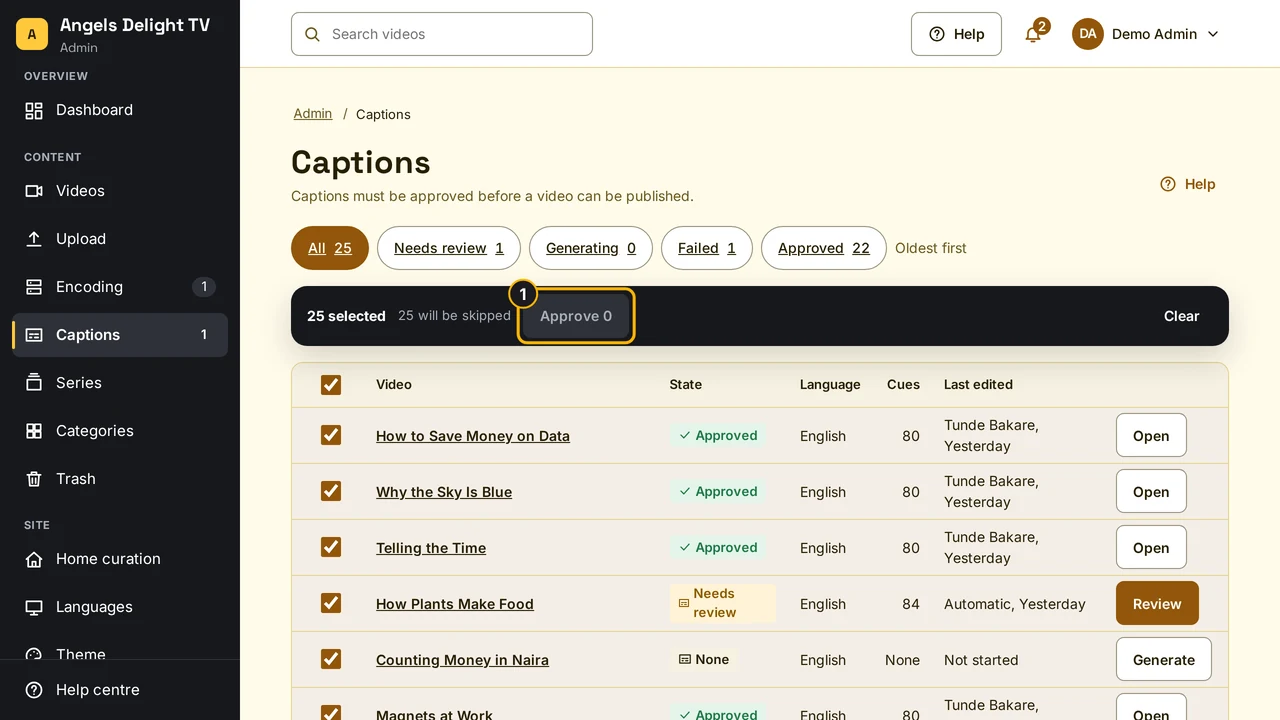 A
Angels Delight TV
Admin
OVERVIEW
Dashboard
CONTENT
Videos
Upload
Encoding 1
Captions 1
Series
Categories
Trash
SITE
Home curation
Languages
Theme
Help centre
Search videos
Help
2
DA
Demo Admin
Admin / Captions
Captions
Captions must be approved before a video can be published.
Help
All 25
Needs review 1
Generating 0
Failed 1
Approved 22
Oldest first
25 selected
25 will be skipped
1
Approve 0
Clear
Video State Language Cues Last edited
How to Save Money on Data Approved English 80 Tunde Bakare, Yesterday Open
Why the Sky Is Blue Approved English 80 Tunde Bakare, Yesterday Open
Telling the Time Approved English 80 Tunde Bakare, Yesterday Open
How Plants Make Food Needs review English 84 Automatic, Yesterday Review
Counting Money in Naira None English None Not started Generate
Magnets at Work Approved English 80 Tunde Bakare, Open